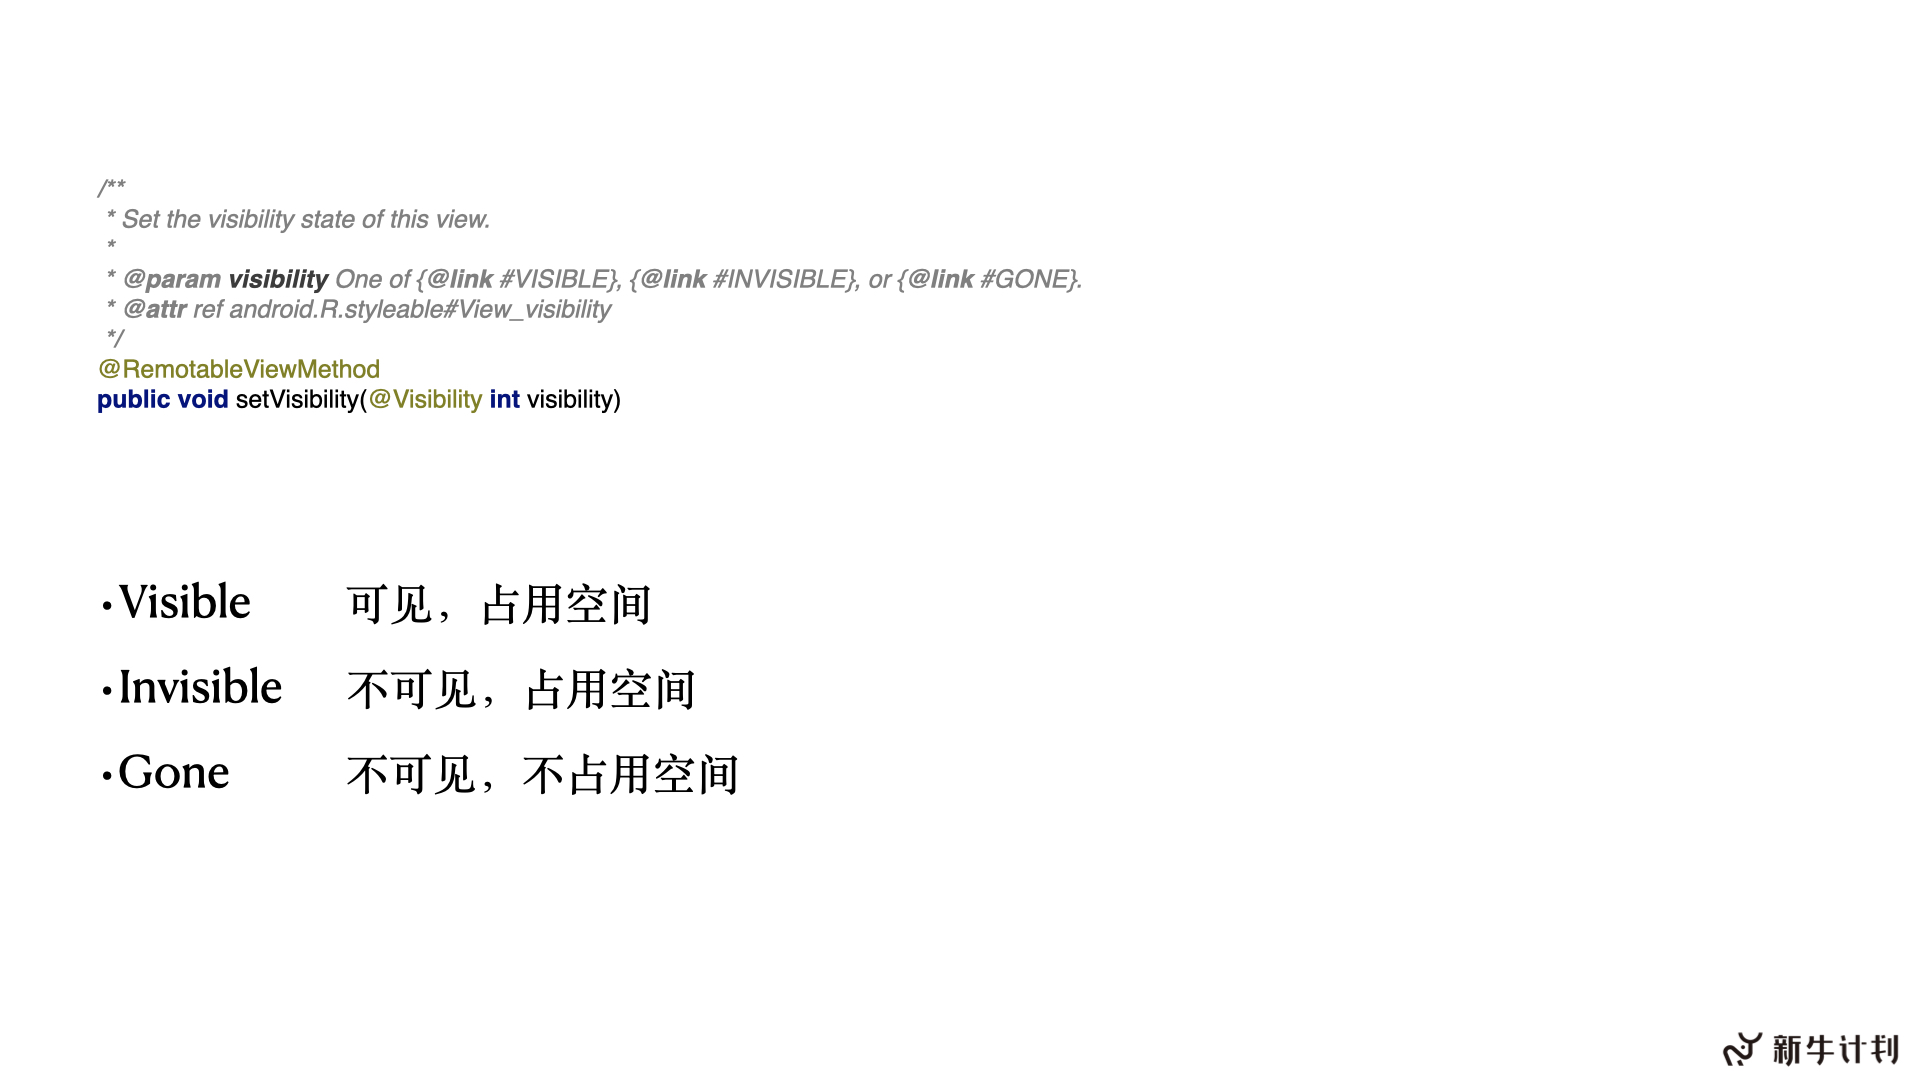 /**
* Set the visibility state of this view.
*
* @param visibility One of {@link #VISIBLE}, {@link #INVISIBLE}, or {@link #GONE}.
* @attr ref android.R.styleable#View_visibility
*/
@RemotableViewMethod
public void setVisibility(@Visibility int visibility)
•Visible 可见，占用空间
•Invisible 不可见，占用空间
•Gone 不可见，不占用空间
新牛计划